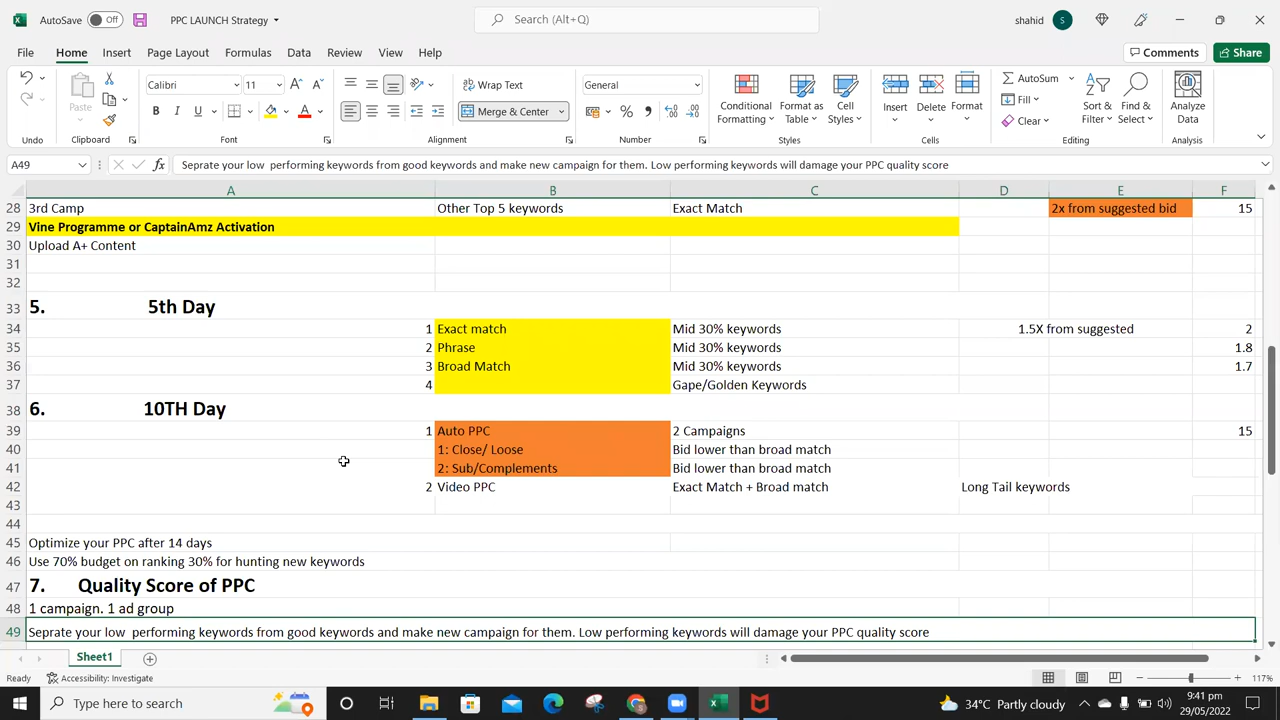 AutoSave Off PPC LAUNCH Strategy Search (Alt+Q) shahid S
File Home Insert Page Layout Formulas Data Review View Help Comments Share
Calibri 11 Wrap Text General AutoSum
Paste B I U Merge & Center Conditional Formatting Format as Table Cell Styles Insert Delete Format Fill Clear Sort & Filter Find & Select Analyze Data
Undo Clipboard Font Alignment Number Styles Cells Editing Analysis
A49 fx Seprate your low  performing keywords from good keywords and make new campaign for them. Low performing keywords will damage your PPC quality score
A B C D E F
28 3rd Camp Other Top 5 keywords Exact Match 2x from suggested bid 15
29 Vine Programme or CaptainAmz Activation
30 Upload A+ Content
31
32
33 5. 5th Day
34 1 Exact match Mid 30% keywords 1.5X from suggested 2
35 2 Phrase Mid 30% keywords 1.8
36 3 Broad Match Mid 30% keywords 1.7
37 4 Gape/Golden Keywords
38 6. 10TH Day
39 1 Auto PPC 2 Campaigns 15
40 1: Close/ Loose Bid lower than broad match
41 2: Sub/Complements Bid lower than broad match
42 2 Video PPC Exact Match + Broad match Long Tail keywords
43
44
45 Optimize your PPC after 14 days
46 Use 70% budget on ranking 30% for hunting new keywords
47 7. Quality Score of PPC
48 1 campaign. 1 ad group
49 Seprate your low  performing keywords from good keywords and make new campaign for them. Low performing keywords will damage your PPC quality score
Sheet1
Ready Accessibility: Investigate 117%
Type here to search 34°C Partly cloudy 9:41 pm
29/05/2022